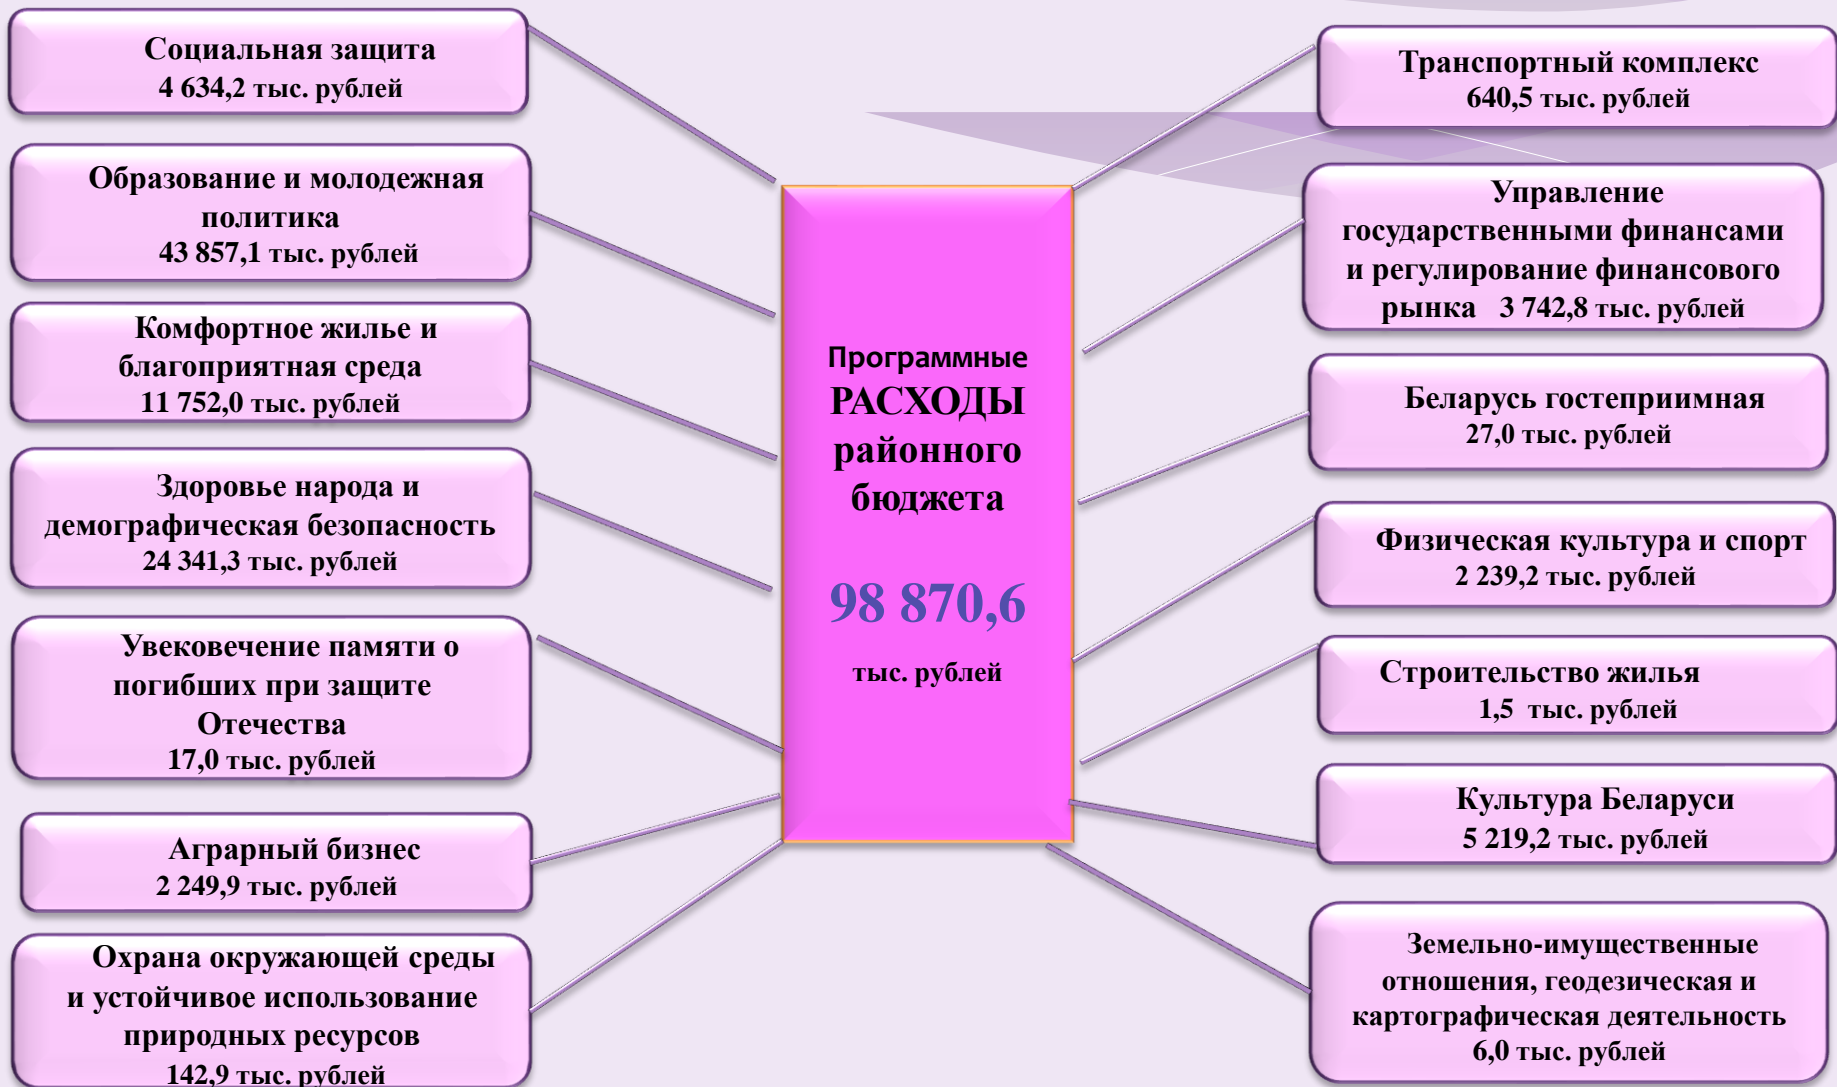 Социальная защита
4 634,2 тыс. рублей
Образование и молодежная
политика
43 857,1 тыс. рублей
Комфортное жилье и
благоприятная среда
11 752,0 тыс. рублей
Здоровье народа и
демографическая безопасность
24 341,3 тыс. рублей
Увековечение памяти о
погибших при защите
Отечества
17,0 тыс. рублей
Аграрный бизнес
2 249,9 тыс. рублей
Охрана окружающей среды
и устойчивое использование
природных ресурсов
142,9 тыс. рублей
Программные
РАСХОДЫ
районного
бюджета
98 870,6
тыс. рублей
Транспортный комплекс
640,5 тыс. рублей
Управление
государственными финансами
и регулирование финансового
рынка 3 742,8 тыс. рублей
Беларусь гостеприимная
27,0 тыс. рублей
Физическая культура и спорт
2 239,2 тыс. рублей
Строительство жилья
1,5 тыс. рублей
Культура Беларуси
5 219,2 тыс. рублей
Земельно-имущественные
отношения, геодезическая и
картографическая деятельность
6,0 тыс. рублей